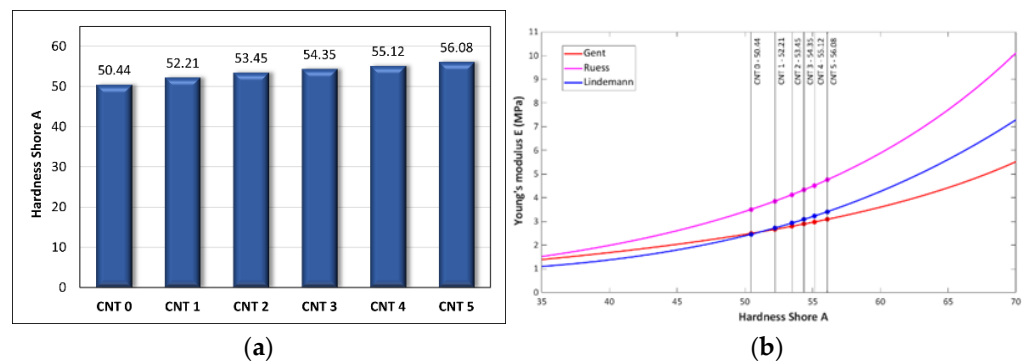 Hardness Shore A
60
50
40
30
20
10
0
50.44
52.21
53.45
54.35
55.12
56.08
CNT 0
CNT 1
CNT 2
CNT 3
CNT 4
CNT 5
(a)
Young's modulus E (MPa)
11
10
9
8
7
6
5
4
3
2
1
0
Gent
Ruess
Lindemann
CNT 0 - 50.44
CNT 1 - 52.21
CNT 2 - 53.45
CNT 3 - 54.35
CNT 4 - 55.12
CNT 5 - 56.08
35
40
45
50
55
60
65
70
Hardness Shore A
(b)